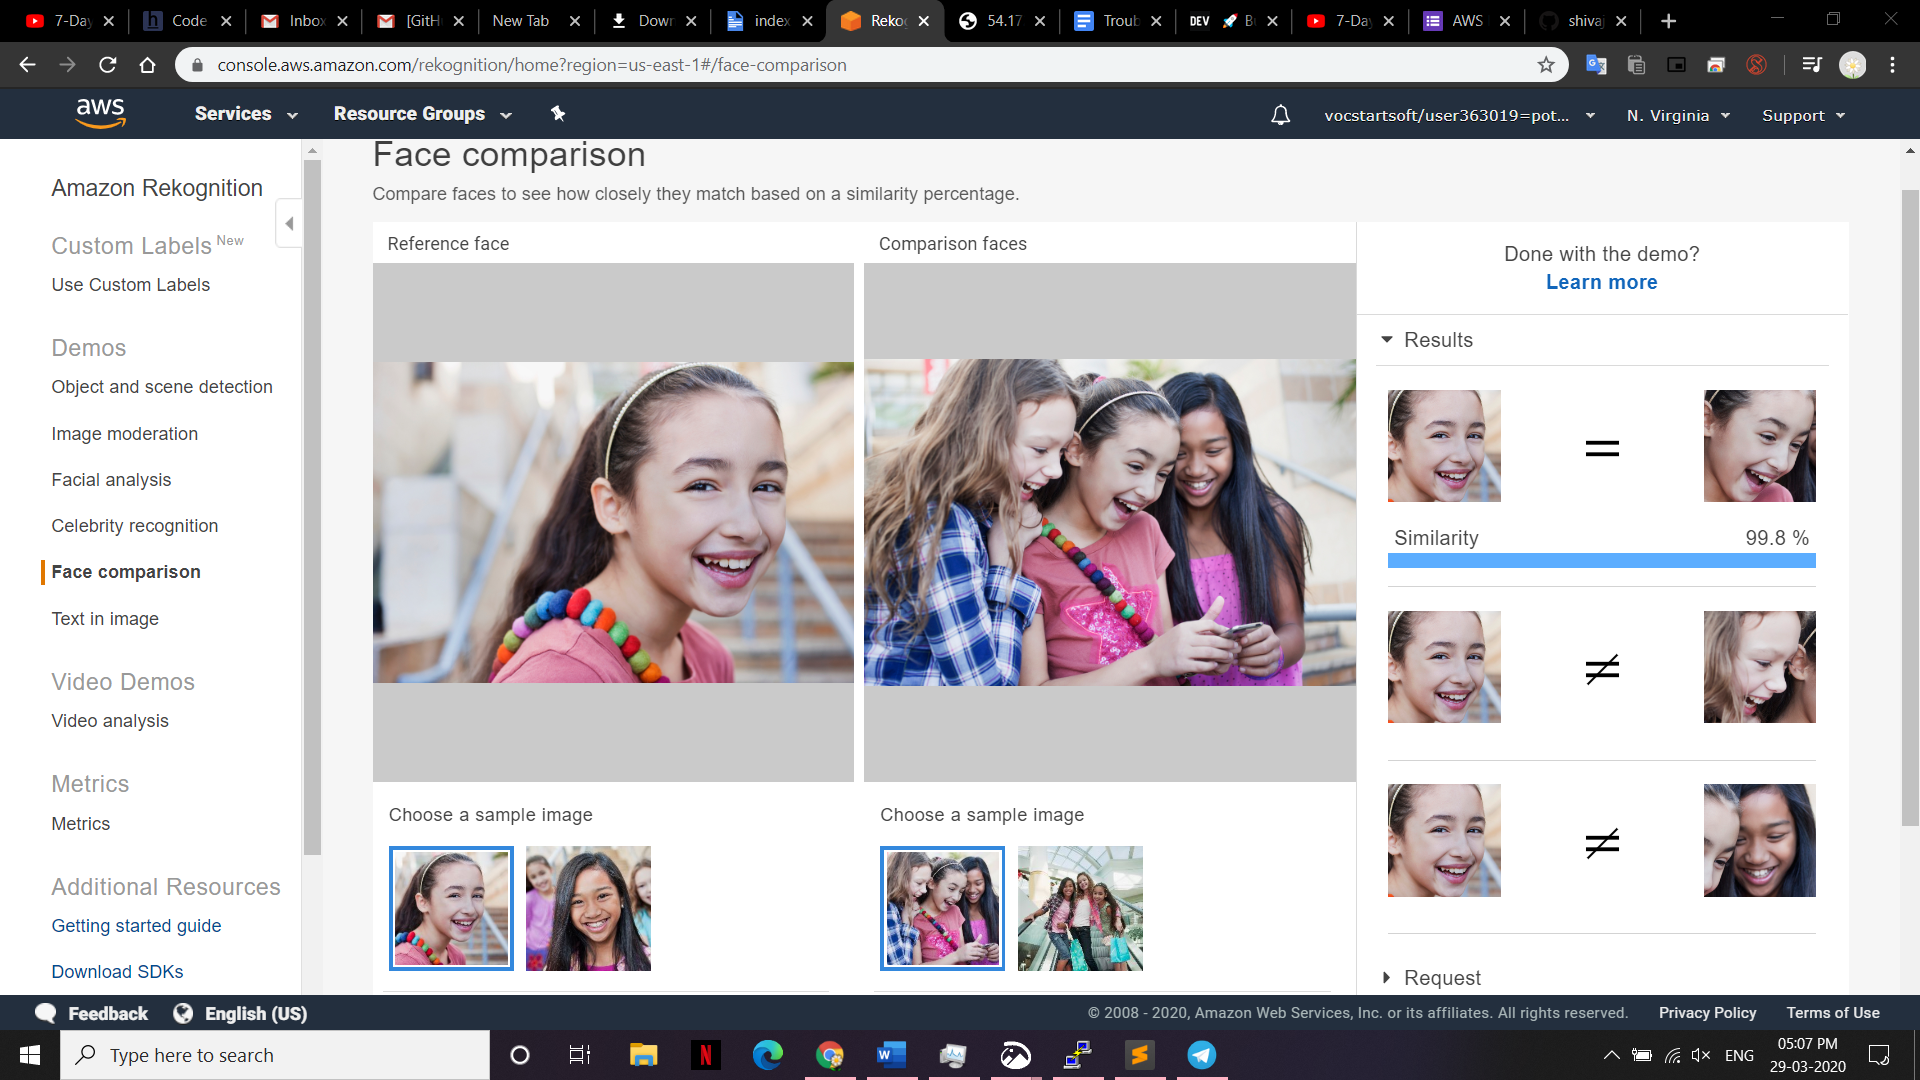 7-Day
Code
Inbox
[GitH
New Tab
Down
index
Rekog
54.17
Troub
DEV
Bu
7-Day
AWS
shivaj
console.aws.amazon.com/rekognition/home?region=us-east-1#/face-comparison
aws
Services
Resource Groups
vocstartsoft/user363019=pot...
N. Virginia
Support
Amazon Rekognition
Custom Labels New
Use Custom Labels
Demos
Object and scene detection
Image moderation
Facial analysis
Celebrity recognition
Face comparison
Text in image
Video Demos
Video analysis
Metrics
Metrics
Additional Resources
Getting started guide
Download SDKs
Face comparison
Compare faces to see how closely they match based on a similarity percentage.
Reference face
Comparison faces
Choose a sample image
Choose a sample image
Done with the demo?
Learn more
Results
=
Similarity 99.8 %
≠
≠
Request
Feedback
English (US)
© 2008 - 2020, Amazon Web Services, Inc. or its affiliates. All rights reserved.
Privacy Policy
Terms of Use
Type here to search
ENG
05:07 PM
29-03-2020